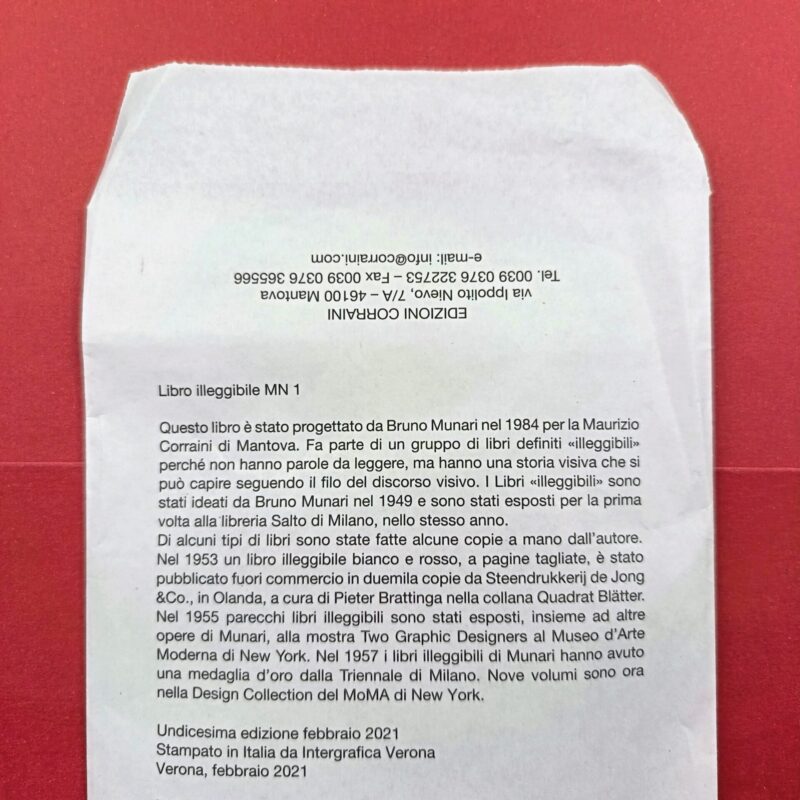 EDIZIONI CORRAINI
via Ippolito Nievo, 7/A – 46100 Mantova
Tel. 0039 0376 322753 – Fax 0039 0376 365566
e-mail: info@corraini.com
Libro illeggibile MN 1
Questo libro è stato progettato da Bruno Munari nel 1984 per la Maurizio
Corraini di Mantova. Fa parte di un gruppo di libri definiti «illeggibili»
perché non hanno parole da leggere, ma hanno una storia visiva che si
può capire seguendo il filo del discorso visivo. I Libri «illeggibili» sono
stati ideati da Bruno Munari nel 1949 e sono stati esposti per la prima
volta alla libreria Salto di Milano, nello stesso anno.
Di alcuni tipi di libri sono state fatte alcune copie a mano dall'autore.
Nel 1953 un libro illeggibile bianco e rosso, a pagine tagliate, è stato
pubblicato fuori commercio in duemila copie da Steendrukkerij de Jong
&Co., in Olanda, a cura di Pieter Brattinga nella collana Quadrat Blätter.
Nel 1955 parecchi libri illeggibili sono stati esposti, insieme ad altre
opere di Munari, alla mostra Two Graphic Designers al Museo d'Arte
Moderna di New York. Nel 1957 i libri illeggibili di Munari hanno avuto
una medaglia d'oro dalla Triennale di Milano. Nove volumi sono ora
nella Design Collection del MoMA di New York.
Undicesima edizione febbraio 2021
Stampato in Italia da Intergrafica Verona
Verona, febbraio 2021